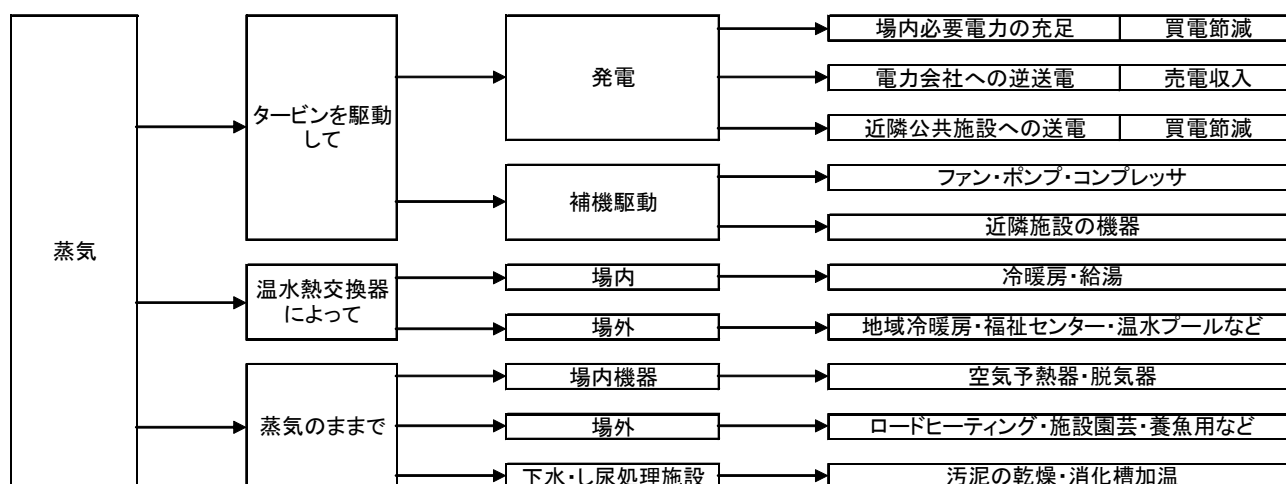 蒸気
タービンを駆動
して
発電
場内必要電力の充足 買電節減
電力会社への逆送電 売電収入
近隣公共施設への送電 買電節減
補機駆動
ファン・ポンプ・コンプレッサ
近隣施設の機器
温水熱交換器
によって
場内
冷暖房・給湯
場外
地域冷暖房・福祉センター・温水プールなど
蒸気のままで
場内機器
空気予熱器・脱気器
場外
ロードヒーティング・施設園芸・養魚用など
下水・し尿処理施設
汚泥の乾燥・消化槽加温